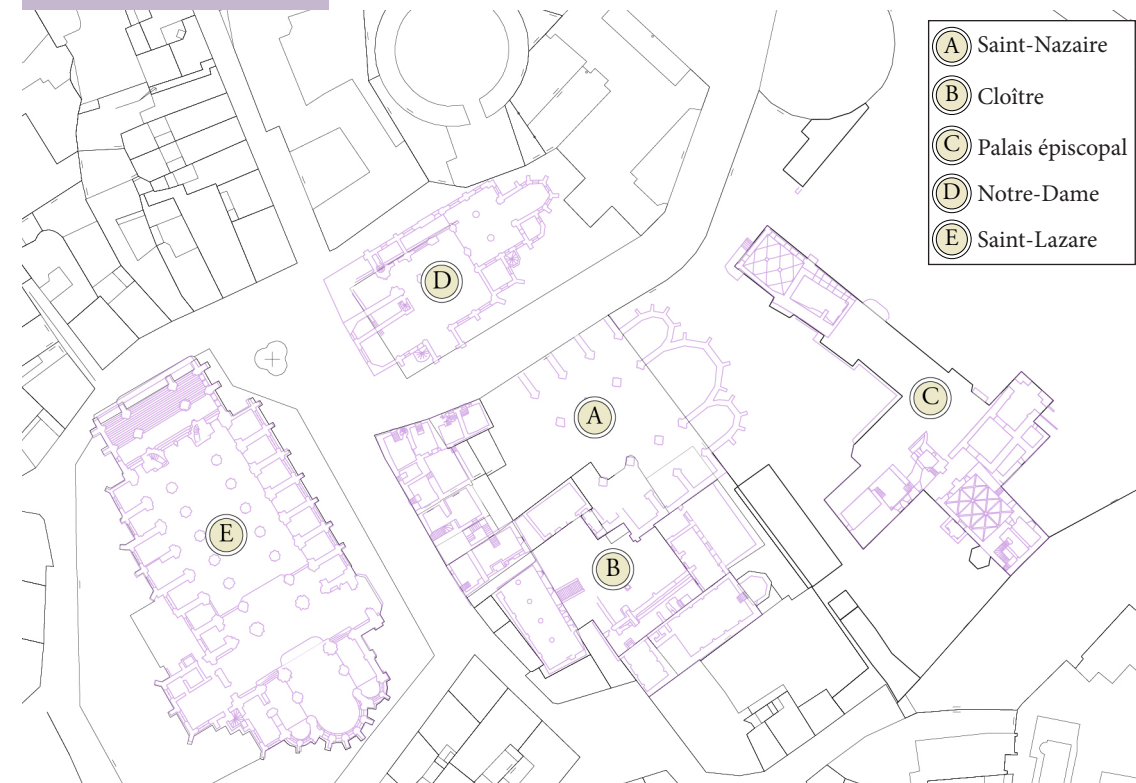 A Saint-Nazaire
B Cloître
C Palais épiscopal
D Notre-Dame
E Saint-Lazare
D
A
C
E
B